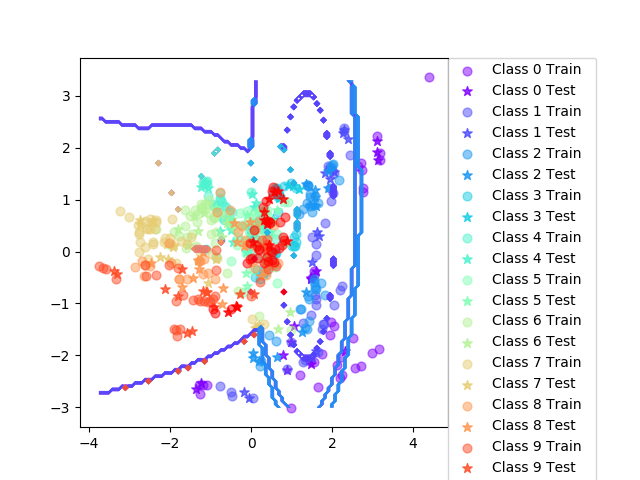 3
2
1
0
−1
−2
−3
−4
−2
0
2
4
Class 0 Train
Class 0 Test
Class 1 Train
Class 1 Test
Class 2 Train
Class 2 Test
Class 3 Train
Class 3 Test
Class 4 Train
Class 4 Test
Class 5 Train
Class 5 Test
Class 6 Train
Class 6 Test
Class 7 Train
Class 7 Test
Class 8 Train
Class 8 Test
Class 9 Train
Class 9 Test